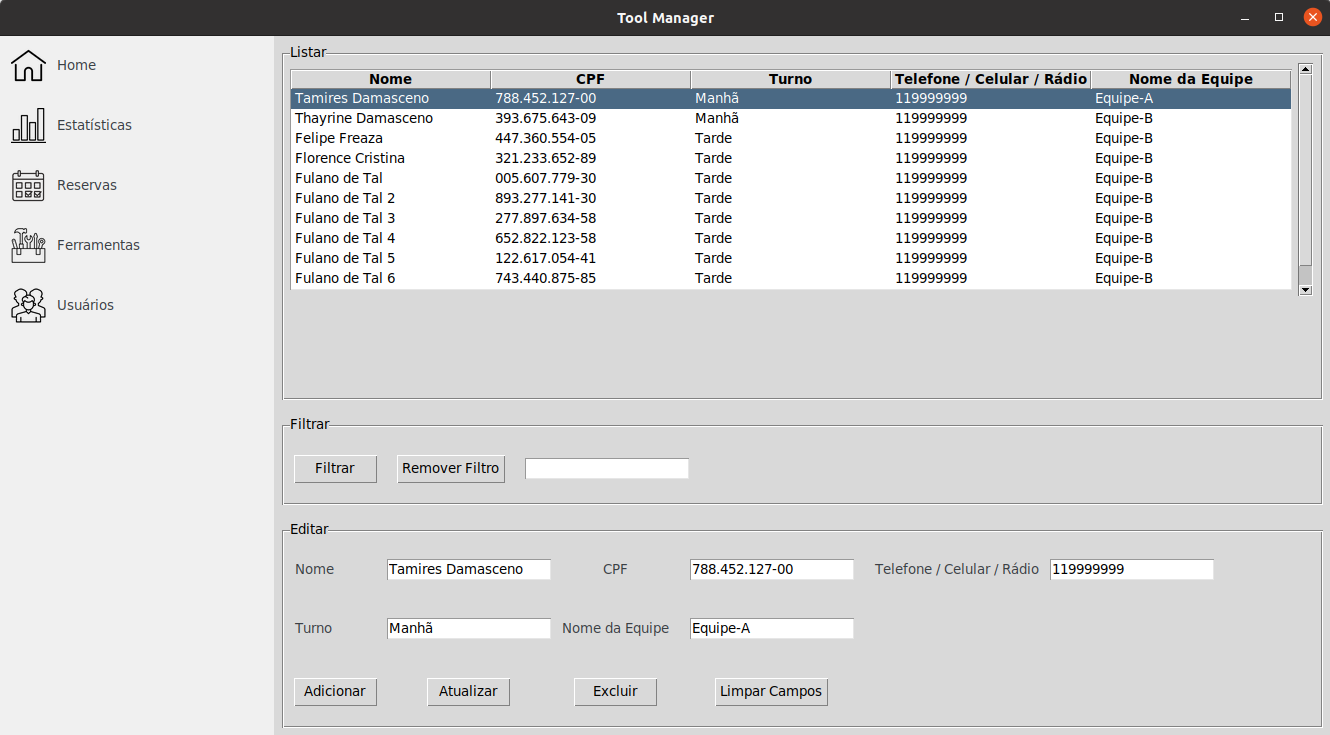 Tool Manager
Home
Estatísticas
Reservas
Ferramentas
Usuários
Listar
Nome CPF Turno Telefone / Celular / Rádio Nome da Equipe
Tamires Damasceno 788.452.127-00 Manhã 119999999 Equipe-A
Thayrine Damasceno 393.675.643-09 Manhã 119999999 Equipe-B
Felipe Freaza 447.360.554-05 Tarde 119999999 Equipe-B
Florence Cristina 321.233.652-89 Tarde 119999999 Equipe-B
Fulano de Tal 005.607.779-30 Tarde 119999999 Equipe-B
Fulano de Tal 2 893.277.141-30 Tarde 119999999 Equipe-B
Fulano de Tal 3 277.897.634-58 Tarde 119999999 Equipe-B
Fulano de Tal 4 652.822.123-58 Tarde 119999999 Equipe-B
Fulano de Tal 5 122.617.054-41 Tarde 119999999 Equipe-B
Fulano de Tal 6 743.440.875-85 Tarde 119999999 Equipe-B
Filtrar
Filtrar Remover Filtro
Editar
Nome Tamires Damasceno CPF 788.452.127-00 Telefone / Celular / Rádio 119999999
Turno Manhã Nome da Equipe Equipe-A
Adicionar Atualizar Excluir Limpar Campos